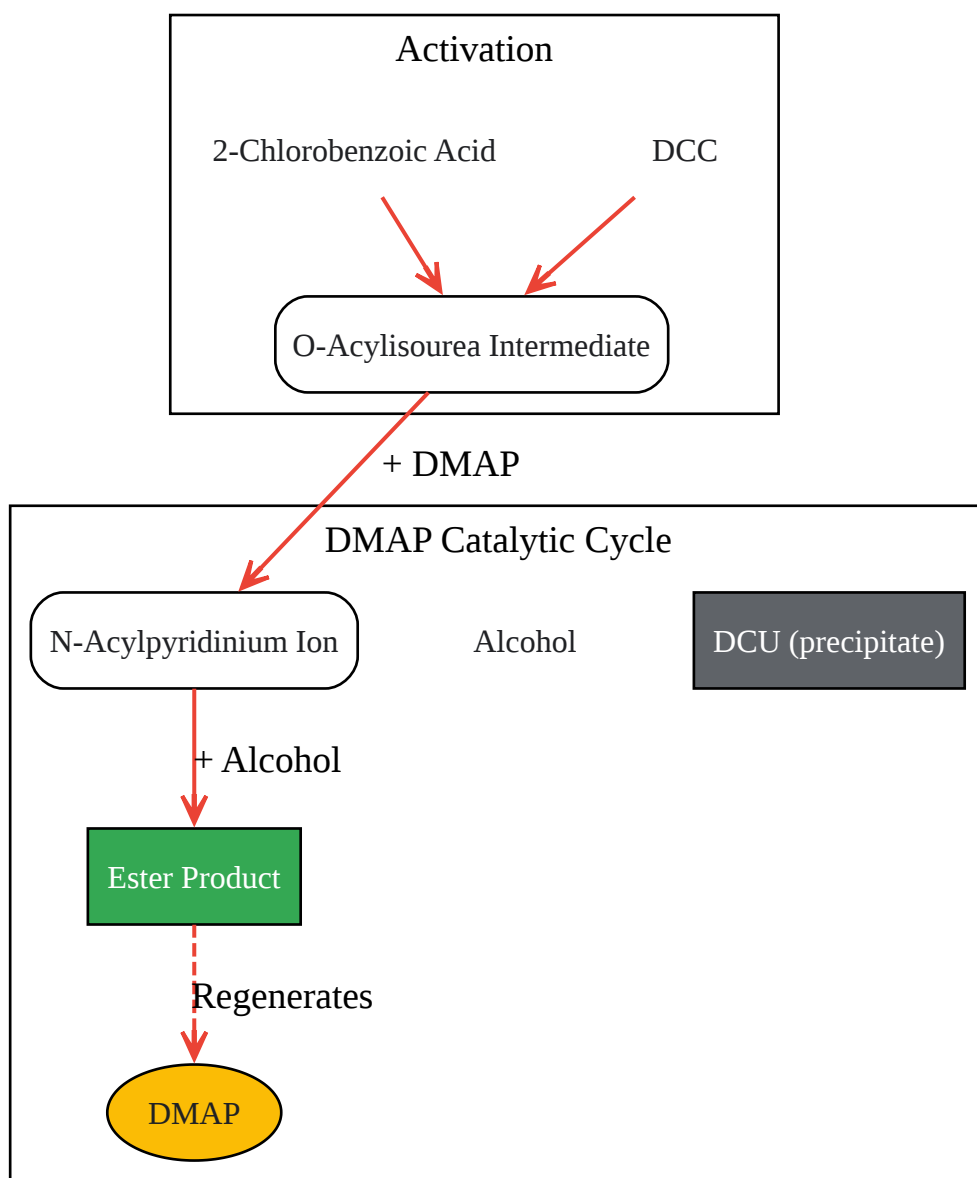 Activation
2-Chlorobenzoic Acid
DCC
O-Acylisourea Intermediate
+ DMAP
DMAP Catalytic Cycle
N-Acylpyridinium Ion
Alcohol
DCU (precipitate)
+ Alcohol
Ester Product
Regenerates
DMAP